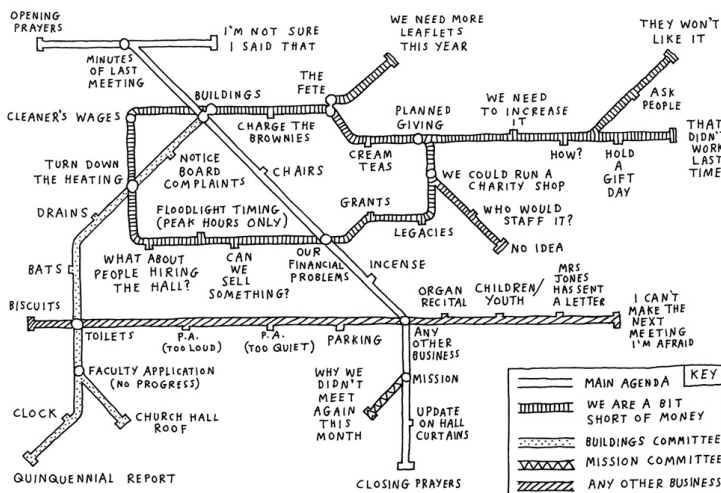 OPENING
PRAYERS
I'M NOT SURE
I SAID THAT
MINUTES
OF LAST
MEETING
WE NEED MORE
LEAFLETS
THIS YEAR
THEY WON'T
LIKE IT
CLEANER'S WAGES
BUILDINGS
THE
FETE
CHARGE THE
BROWNIES
PLANNED
GIVING
WE NEED
TO INCREASE
IT
ASK
PEOPLE
CREAM
TEAS
HOW?
HOLD
A
GIFT
DAY
THAT
DIDN'T
WORK
LAST
TIME
TURN DOWN
THE HEATING
NOTICE
BOARD
COMPLAINTS
CHAIRS
WE COULD RUN A
CHARITY SHOP
DRAINS
FLOODLIGHT TIMING
(PEAK HOURS ONLY)
GRANTS
LEGACIES
WHO WOULD
STAFF IT?
NO IDEA
BATS
WHAT ABOUT
PEOPLE HIRING
THE HALL?
CAN
WE
SELL
SOMETHING?
OUR
FINANCIAL
PROBLEMS
INCENSE
ORGAN
RECITAL
CHILDREN/
YOUTH
MRS
JONES
HAS SENT
A LETTER
I CAN'T
MAKE THE
NEXT
MEETING
I'M AFRAID
BISCUITS
TOILETS
P.A.
(TOO LOUD)
P.A.
(TOO QUIET)
PARKING
ANY
OTHER
BUSINESS
FACULTY APPLICATION
(NO PROGRESS)
WHY WE
DIDN'T
MEET
AGAIN
THIS
MONTH
MISSION
CLOCK
CHURCH HALL
ROOF
UPDATE
ON HALL
CURTAINS
QUINQUENNIAL REPORT
CLOSING PRAYERS
KEY
MAIN AGENDA
WE ARE A BIT
SHORT OF MONEY
BUILDINGS COMMITTEE
MISSION COMMITTEE
ANY OTHER BUSINESS